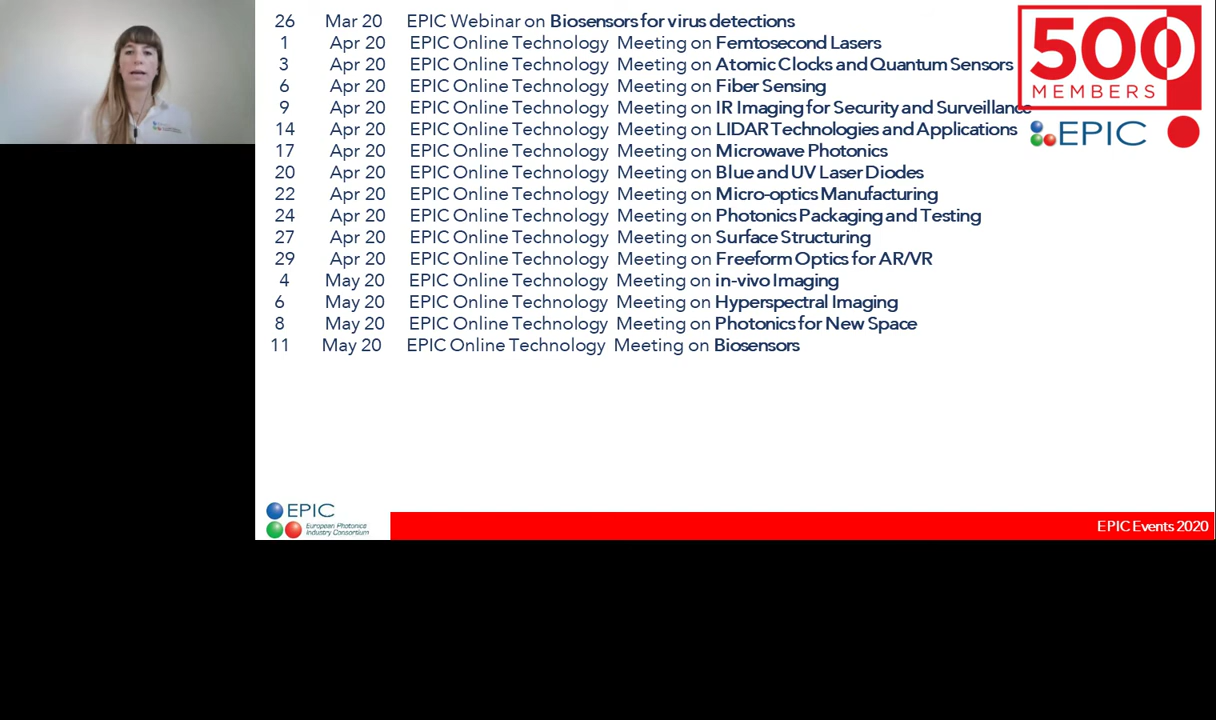 26 Mar 20 EPIC Webinar on Biosensors for virus detections
1 Apr 20 EPIC Online Technology Meeting on Femtosecond Lasers
3 Apr 20 EPIC Online Technology Meeting on Atomic Clocks and Quantum Sensors
6 Apr 20 EPIC Online Technology Meeting on Fiber Sensing
9 Apr 20 EPIC Online Technology Meeting on IR Imaging for Security and Surveillance
14 Apr 20 EPIC Online Technology Meeting on LIDAR Technologies and Applications
17 Apr 20 EPIC Online Technology Meeting on Microwave Photonics
20 Apr 20 EPIC Online Technology Meeting on Blue and UV Laser Diodes
22 Apr 20 EPIC Online Technology Meeting on Micro-optics Manufacturing
24 Apr 20 EPIC Online Technology Meeting on Photonics Packaging and Testing
27 Apr 20 EPIC Online Technology Meeting on Surface Structuring
29 Apr 20 EPIC Online Technology Meeting on Freeform Optics for AR/VR
4 May 20 EPIC Online Technology Meeting on in-vivo Imaging
6 May 20 EPIC Online Technology Meeting on Hyperspectral Imaging
8 May 20 EPIC Online Technology Meeting on Photonics for New Space
11 May 20 EPIC Online Technology Meeting on Biosensors
500
MEMBERS
EPIC
EPIC
European Photonics
Industry Consortium
EPIC Events 2020